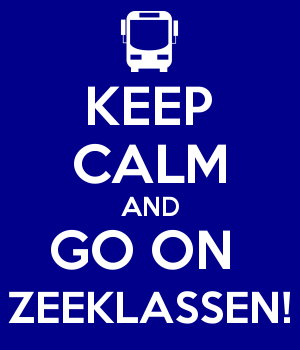 KEEP
CALM
AND
GO ON
ZEEKLASSEN!